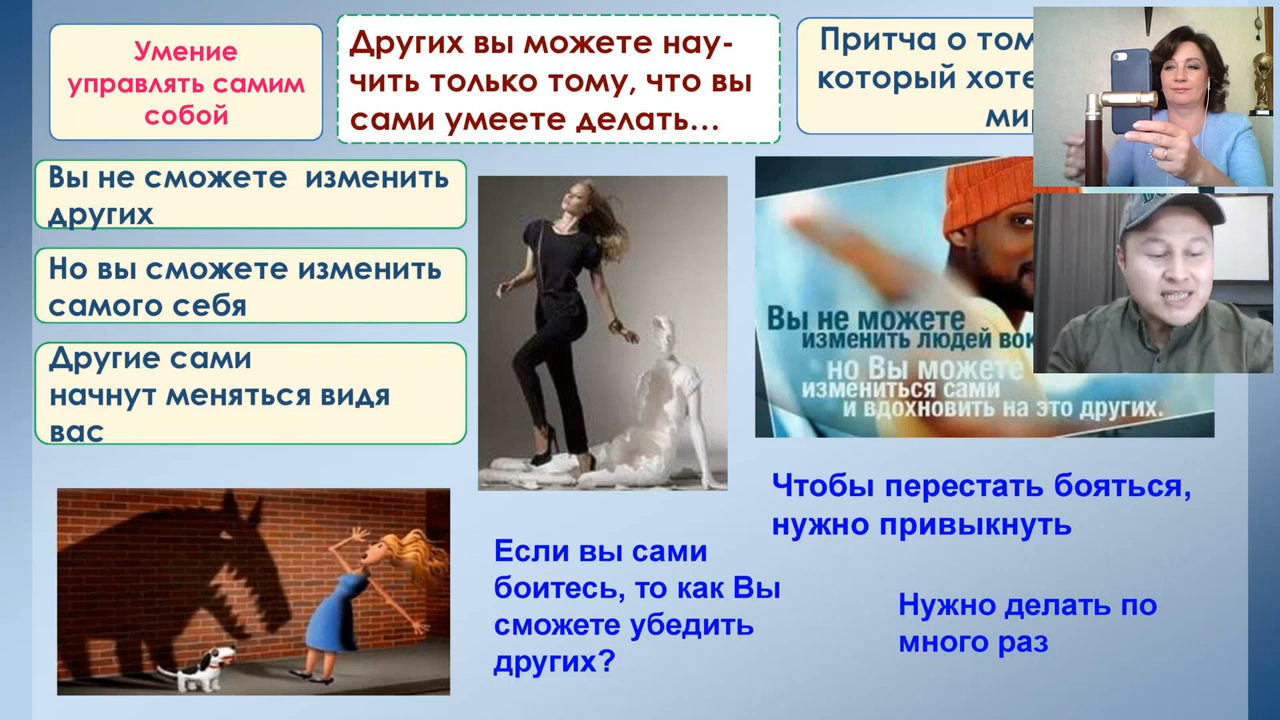 Умение
управлять самим
собой
Других вы можете нау-
чить только тому, что вы
сами умеете делать...
Притча о том
который хоте
ми
Вы не сможете изменить
других
Но вы сможете изменить
самого себя
Другие сами
начнут меняться видя
вас
Вы не можете
изменить людей вок
но Вы можете
измениться сами
и вдохновить на это других.
Чтобы перестать бояться,
нужно привыкнуть
Если вы сами
боитесь, то как Вы
сможете убедить
других?
Нужно делать по
много раз